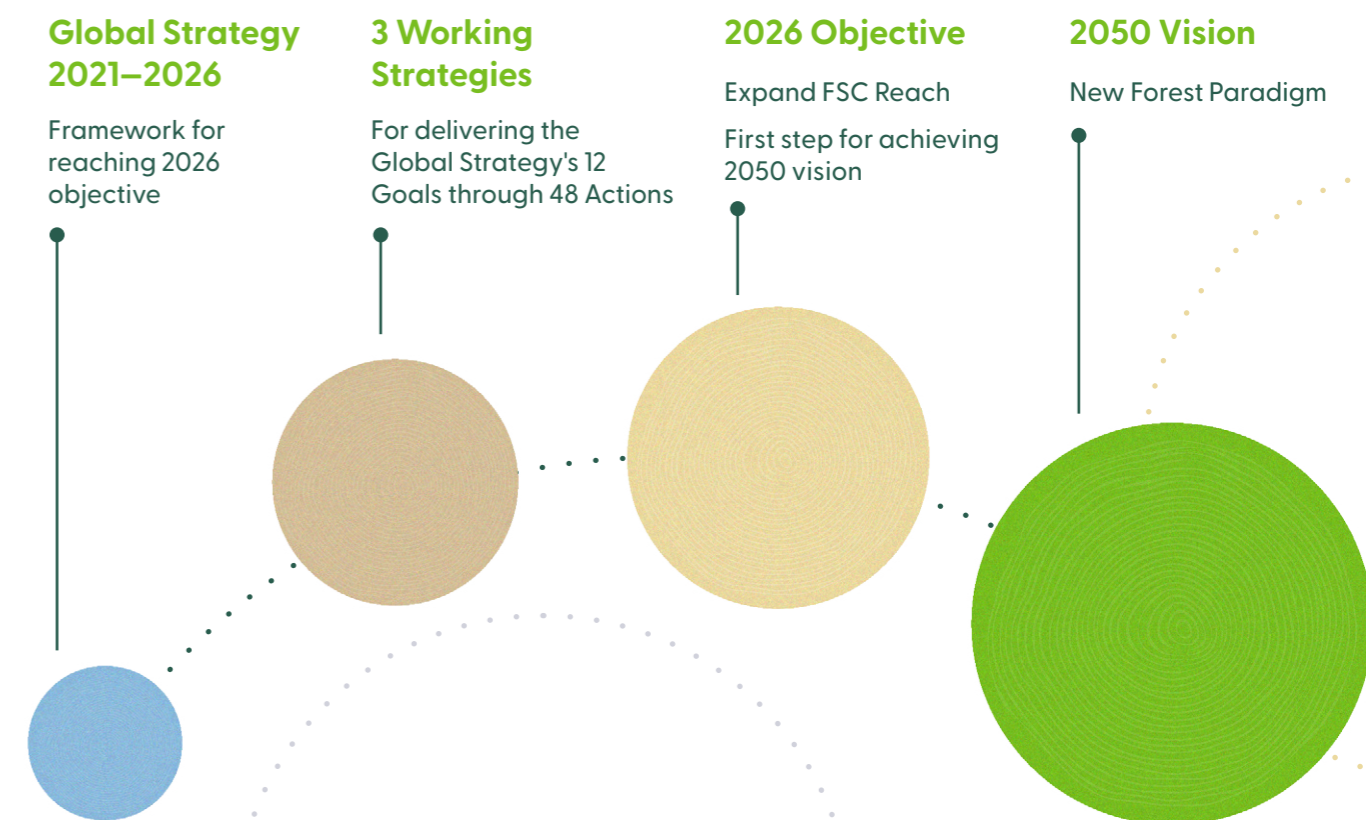 Global Strategy
2021—2026
Framework for
reaching 2026
objective
3 Working
Strategies
For delivering the
Global Strategy's 12
Goals through 48 Actions
2026 Objective
Expand FSC Reach
First step for achieving
2050 vision
2050 Vision
New Forest Paradigm